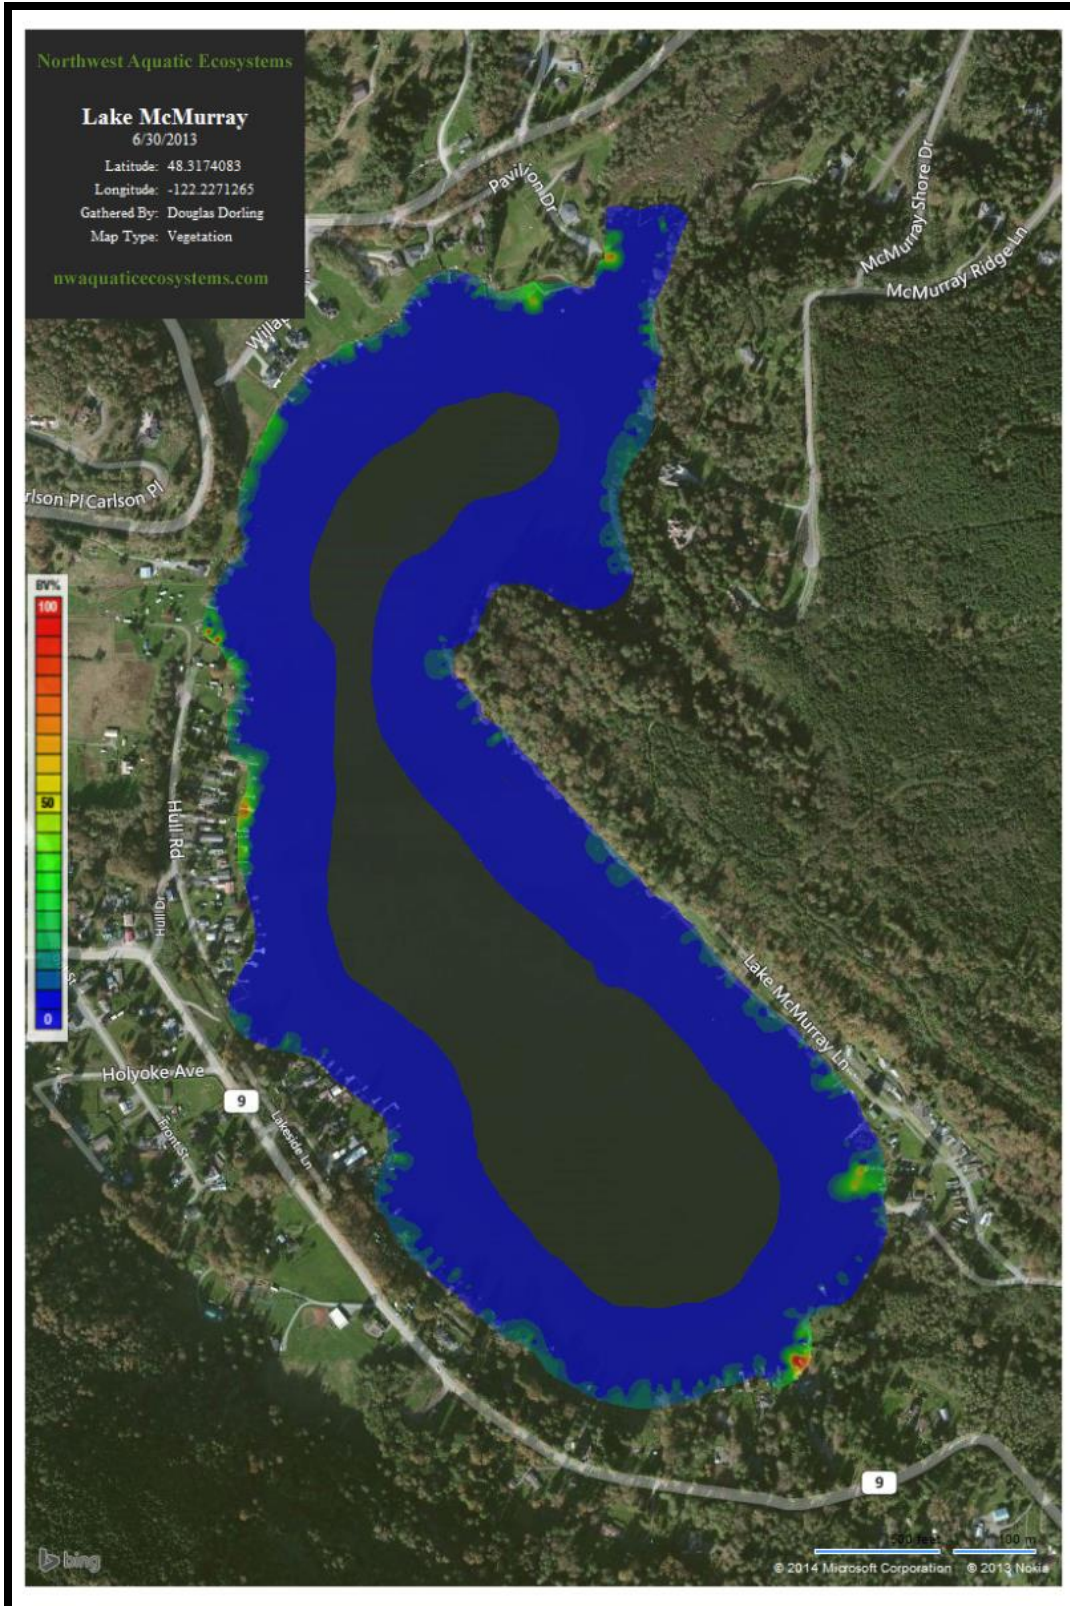 Northwest Aquatic Ecosystems
Lake McMurray
6/30/2013
Latitude: 48.3174083
Longitude: -122.2271265
Gathered By: Douglas Dorling
Map Type: Vegetation
nwaquaticecosystems.com
Pavilion Dr
McMurray Shore Dr
McMurray Ridge Ln
rlson Pl Carlson Pl
BV%
100
50
0
Hull Rd
Hull Dr
St
Lake McMurray Ln
Holyoke Ave
9
Front St
Lakeside Ln
9
bing
500 feet
100 m
© 2014 Microsoft Corporation © 2013 Nokia